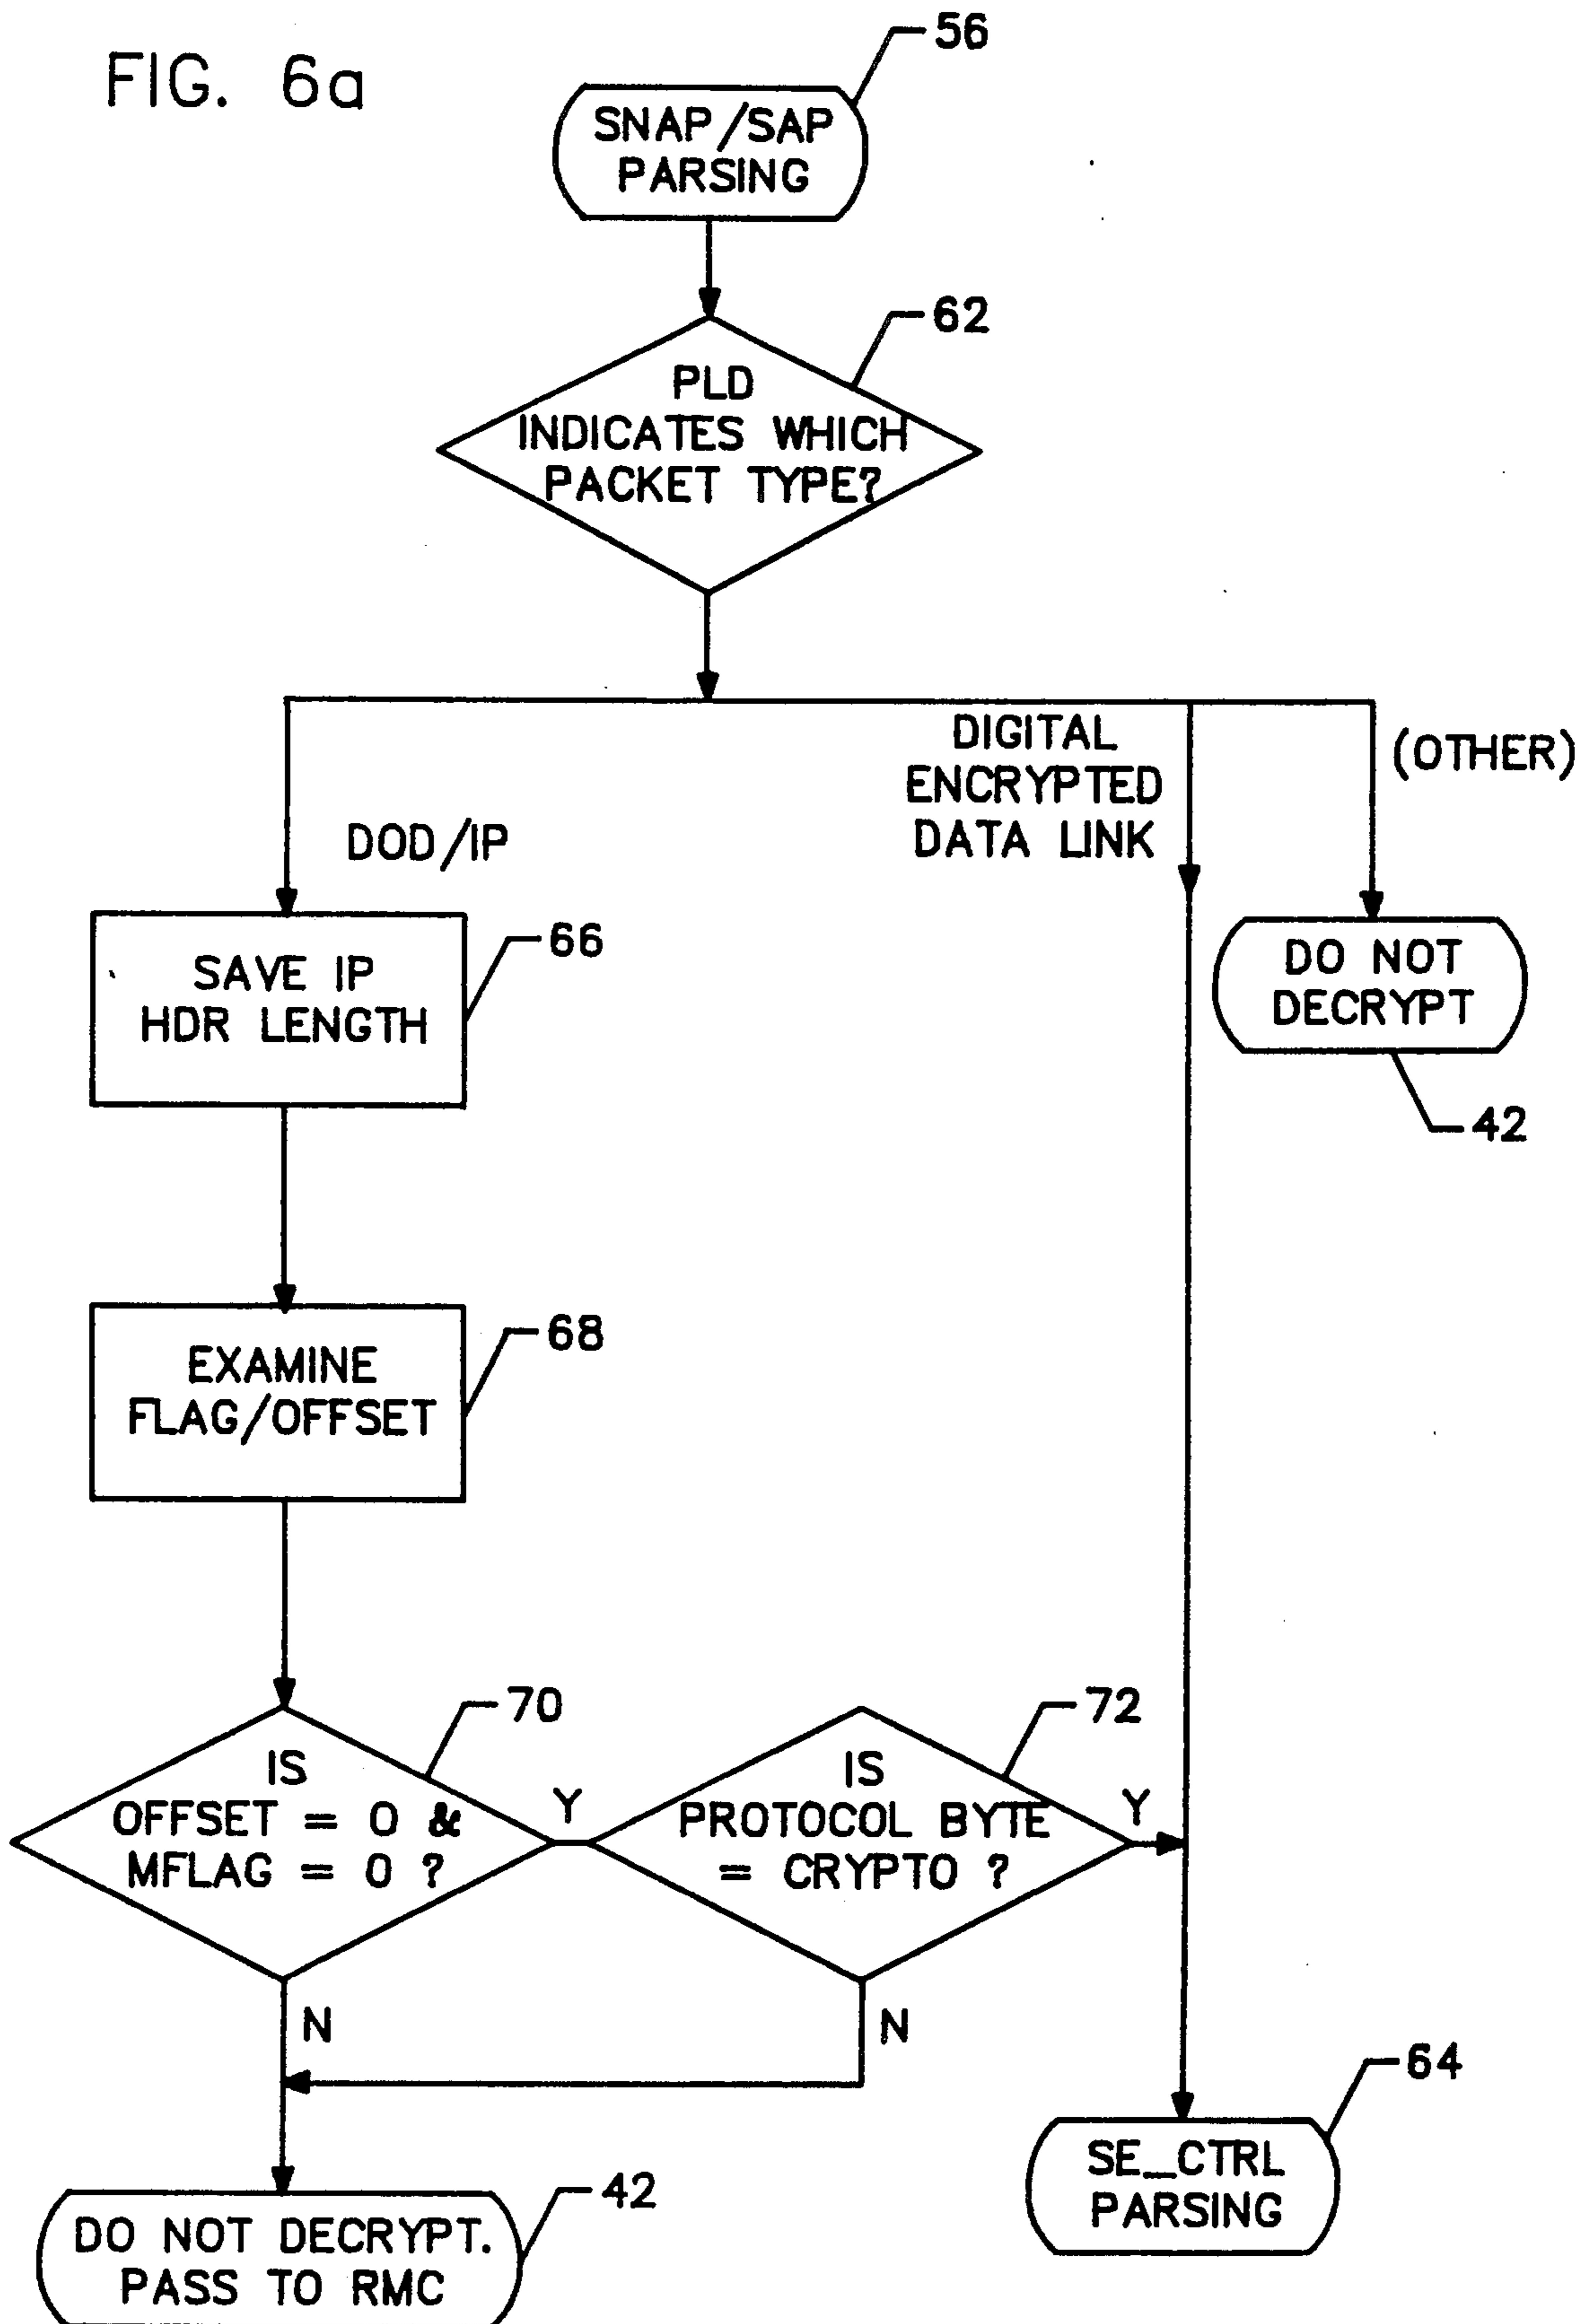 FIG. 6a
56
SNAP/SAP
PARSING
62
PLD
INDICATES WHICH
PACKET TYPE?
DIGITAL
ENCRYPTED
DATA LINK
(OTHER)
DOD/IP
66
SAVE IP
HDR LENGTH
DO NOT
DECRYPT
42
68
EXAMINE
FLAG/OFFSET
70
IS
OFFSET = 0 &
MFLAG = 0 ?
Y
72
IS
PROTOCOL BYTE
= CRYPTO ?
Y
N
N
64
SE_CTRL
PARSING
42
DO NOT DECRYPT.
PASS TO RMC